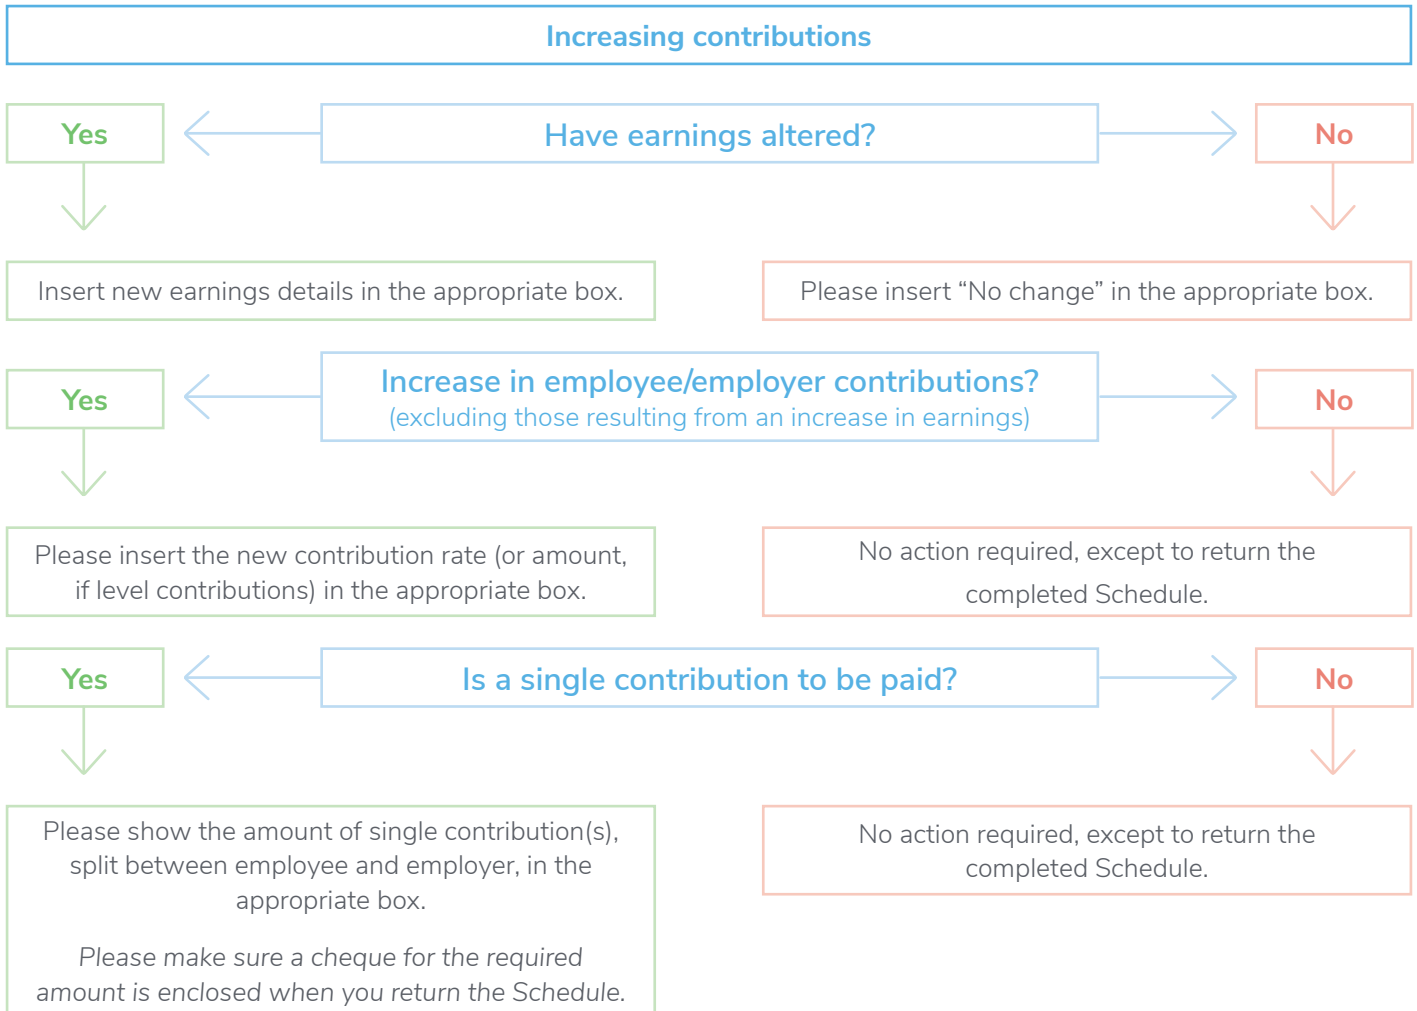 Increasing contributions
Yes
Have earnings altered?
No
Insert new earnings details in the appropriate box.
Please insert “No change” in the appropriate box.
Yes
Increase in employee/employer contributions?
(excluding those resulting from an increase in earnings)
No
Please insert the new contribution rate (or amount,
if level contributions) in the appropriate box.
No action required, except to return the
completed Schedule.
Yes
Is a single contribution to be paid?
No
Please show the amount of single contribution(s),
split between employee and employer, in the
appropriate box.
Please make sure a cheque for the required
amount is enclosed when you return the Schedule.
No action required, except to return the
completed Schedule.